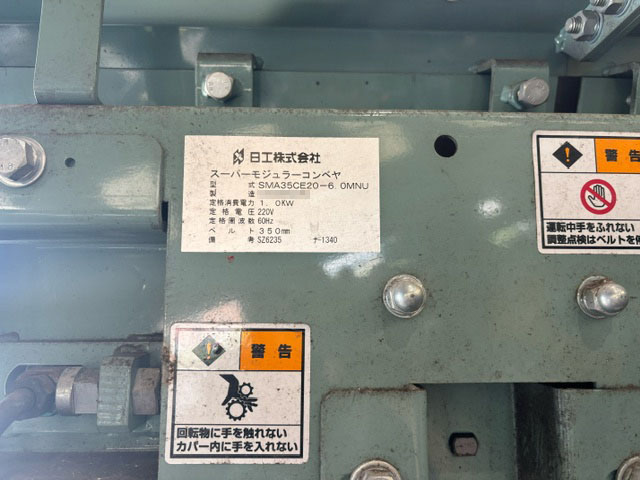 日工株式会社
スーパーモジュラーコンベヤ
型 式 SMA35CE20-6.0MNU
製 造
定格消費電力 1.0KW
定格電圧 220V
定格周波数 60Hz
ベルト 350mm
備 考 SZ6235 ﾅ-1340
警告
運転中手をふれない
調整点検はベルトを
警告
回転物に手を触れない
カバー内に手を入れない